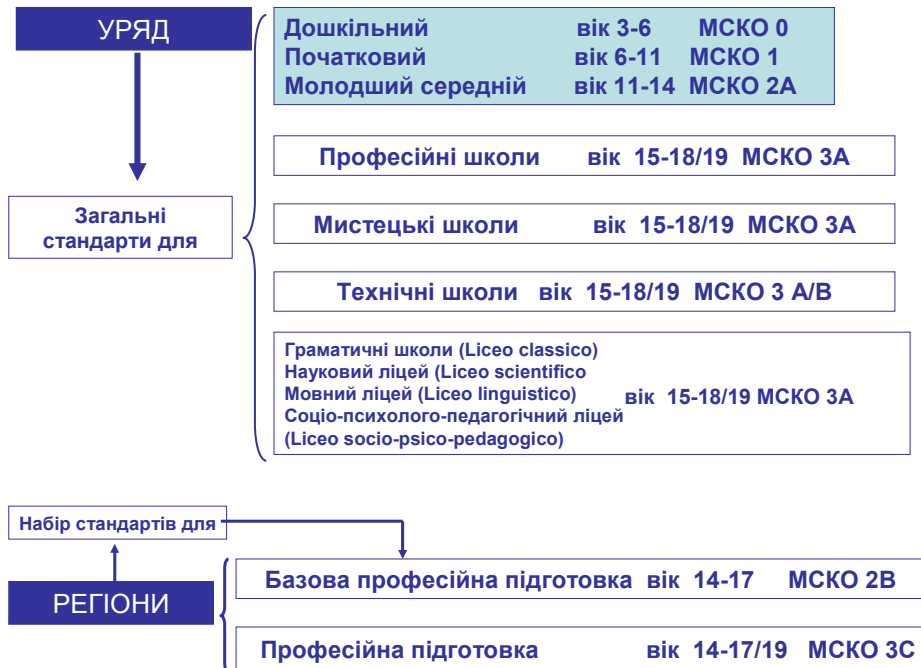 УРЯД
Дошкільний вік 3-6 МСКО 0
Початковий вік 6-11 МСКО 1
Молодший середній вік 11-14 МСКО 2А
Професійні школи вік 15-18/19 МСКО 3А
Загальні
стандарти для
Мистецькі школи вік 15-18/19 МСКО 3А
Технічні школи вік 15-18/19 МСКО 3 А/В
Граматичні школи (Liceo classico)
Науковий ліцей (Liceo scientifico
Мовний ліцей (Liceo linguistico) вік 15-18/19 МСКО 3А
Соціо-психолого-педагогічний ліцей
(Liceo socio-psico-pedagogico)
Набір стандартів для
Базова професійна підготовка вік 14-17 МСКО 2В
РЕГІОНИ
Професійна підготовка вік 14-17/19 МСКО 3С